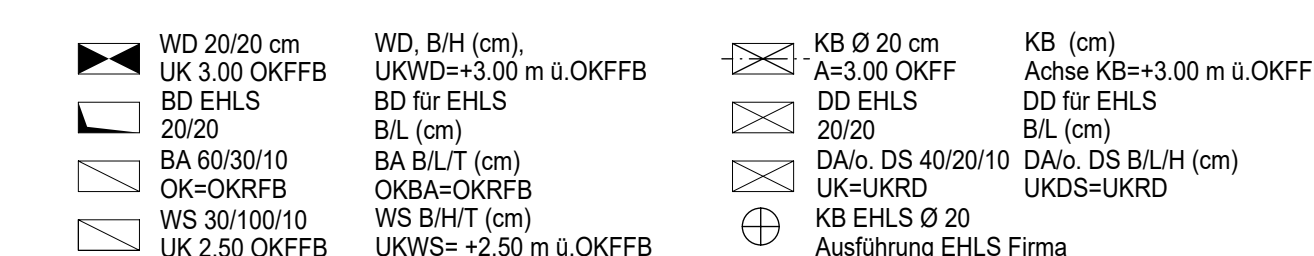 WD 20/20 cm
UK 3.00 OKFFB
WD, B/H (cm),
UKWD=+3.00 m ü.OKFFB
BD EHLS
20/20
BD für EHLS
B/L (cm)
BA 60/30/10
OK=OKRFB
BA B/L/T (cm)
OKBA=OKRFB
WS 30/100/10
UK 2.50 OKFFB
WS B/H/T (cm)
UKWS= +2.50 m ü.OKFFB
KB Ø 20 cm
A=3.00 OKFF
KB (cm)
Achse KB=+3.00 m ü.OKFF
DD EHLS
20/20
DD für EHLS
B/L (cm)
DA/o. DS 40/20/10
UK=UKRD
DA/o. DS B/L/H (cm)
UKDS=UKRD
KB EHLS Ø 20
Ausführung EHLS Firma